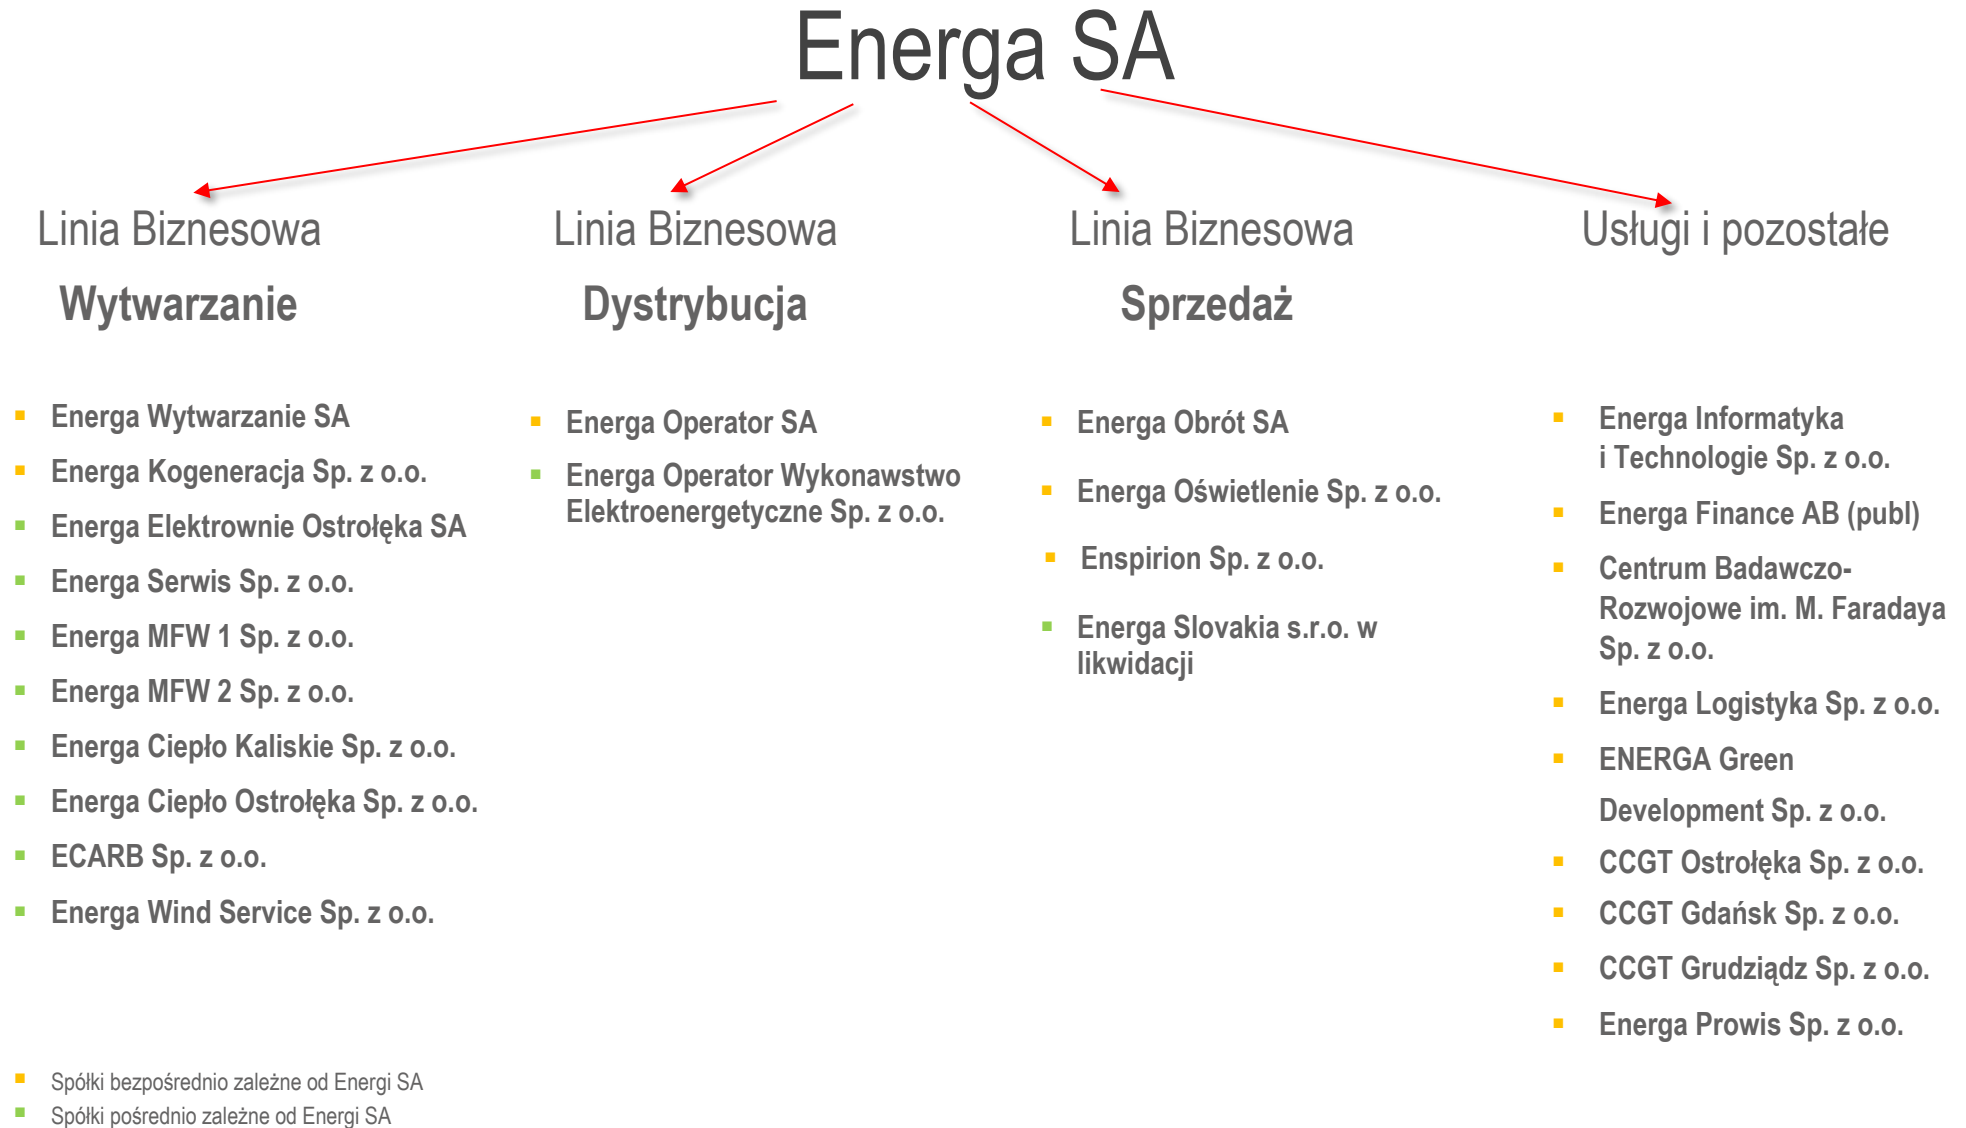 Energa SA
Linia Biznesowa
Wytwarzanie
Energa Wytwarzanie SA
Energa Kogeneracja Sp. z o.o.
Energa Elektrownie Ostrołęka SA
Energa Serwis Sp. z o.o.
Energa MFW 1 Sp. z o.o.
Energa MFW 2 Sp. z o.o.
Energa Ciepło Kaliskie Sp. z o.o.
Energa Ciepło Ostrołęka Sp. z o.o.
ECARB Sp. z o.o.
Energa Wind Service Sp. z o.o.
Linia Biznesowa
Dystrybucja
Energa Operator SA
Energa Operator Wykonawstwo
Elektroenergetyczne Sp. z o.o.
Linia Biznesowa
Sprzedaż
Energa Obrót SA
Energa Oświetlenie Sp. z o.o.
Enspirion Sp. z o.o.
Energa Slovakia s.r.o. w
likwidacji
Usługi i pozostałe
Energa Informatyka
i Technologie Sp. z o.o.
Energa Finance AB (publ)
Centrum Badawczo-
Rozwojowe im. M. Faradaya
Sp. z o.o.
Energa Logistyka Sp. z o.o.
ENERGA Green
Development Sp. z o.o.
CCGT Ostrołęka Sp. z o.o.
CCGT Gdańsk Sp. z o.o.
CCGT Grudziądz Sp. z o.o.
Energa Prowis Sp. z o.o.
Spółki bezpośrednio zależne od Energi SA
Spółki pośrednio zależne od Energi SA